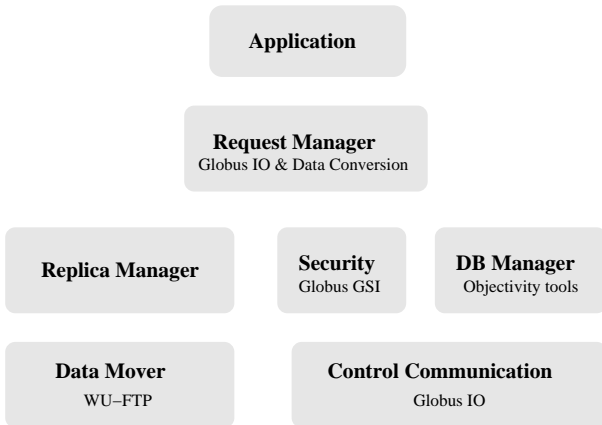 Application
Request Manager
Globus IO & Data Conversion
Replica Manager
Security
Globus GSI
DB Manager
Objectivity tools
Data Mover
WU–FTP
Control Communication
Globus IO